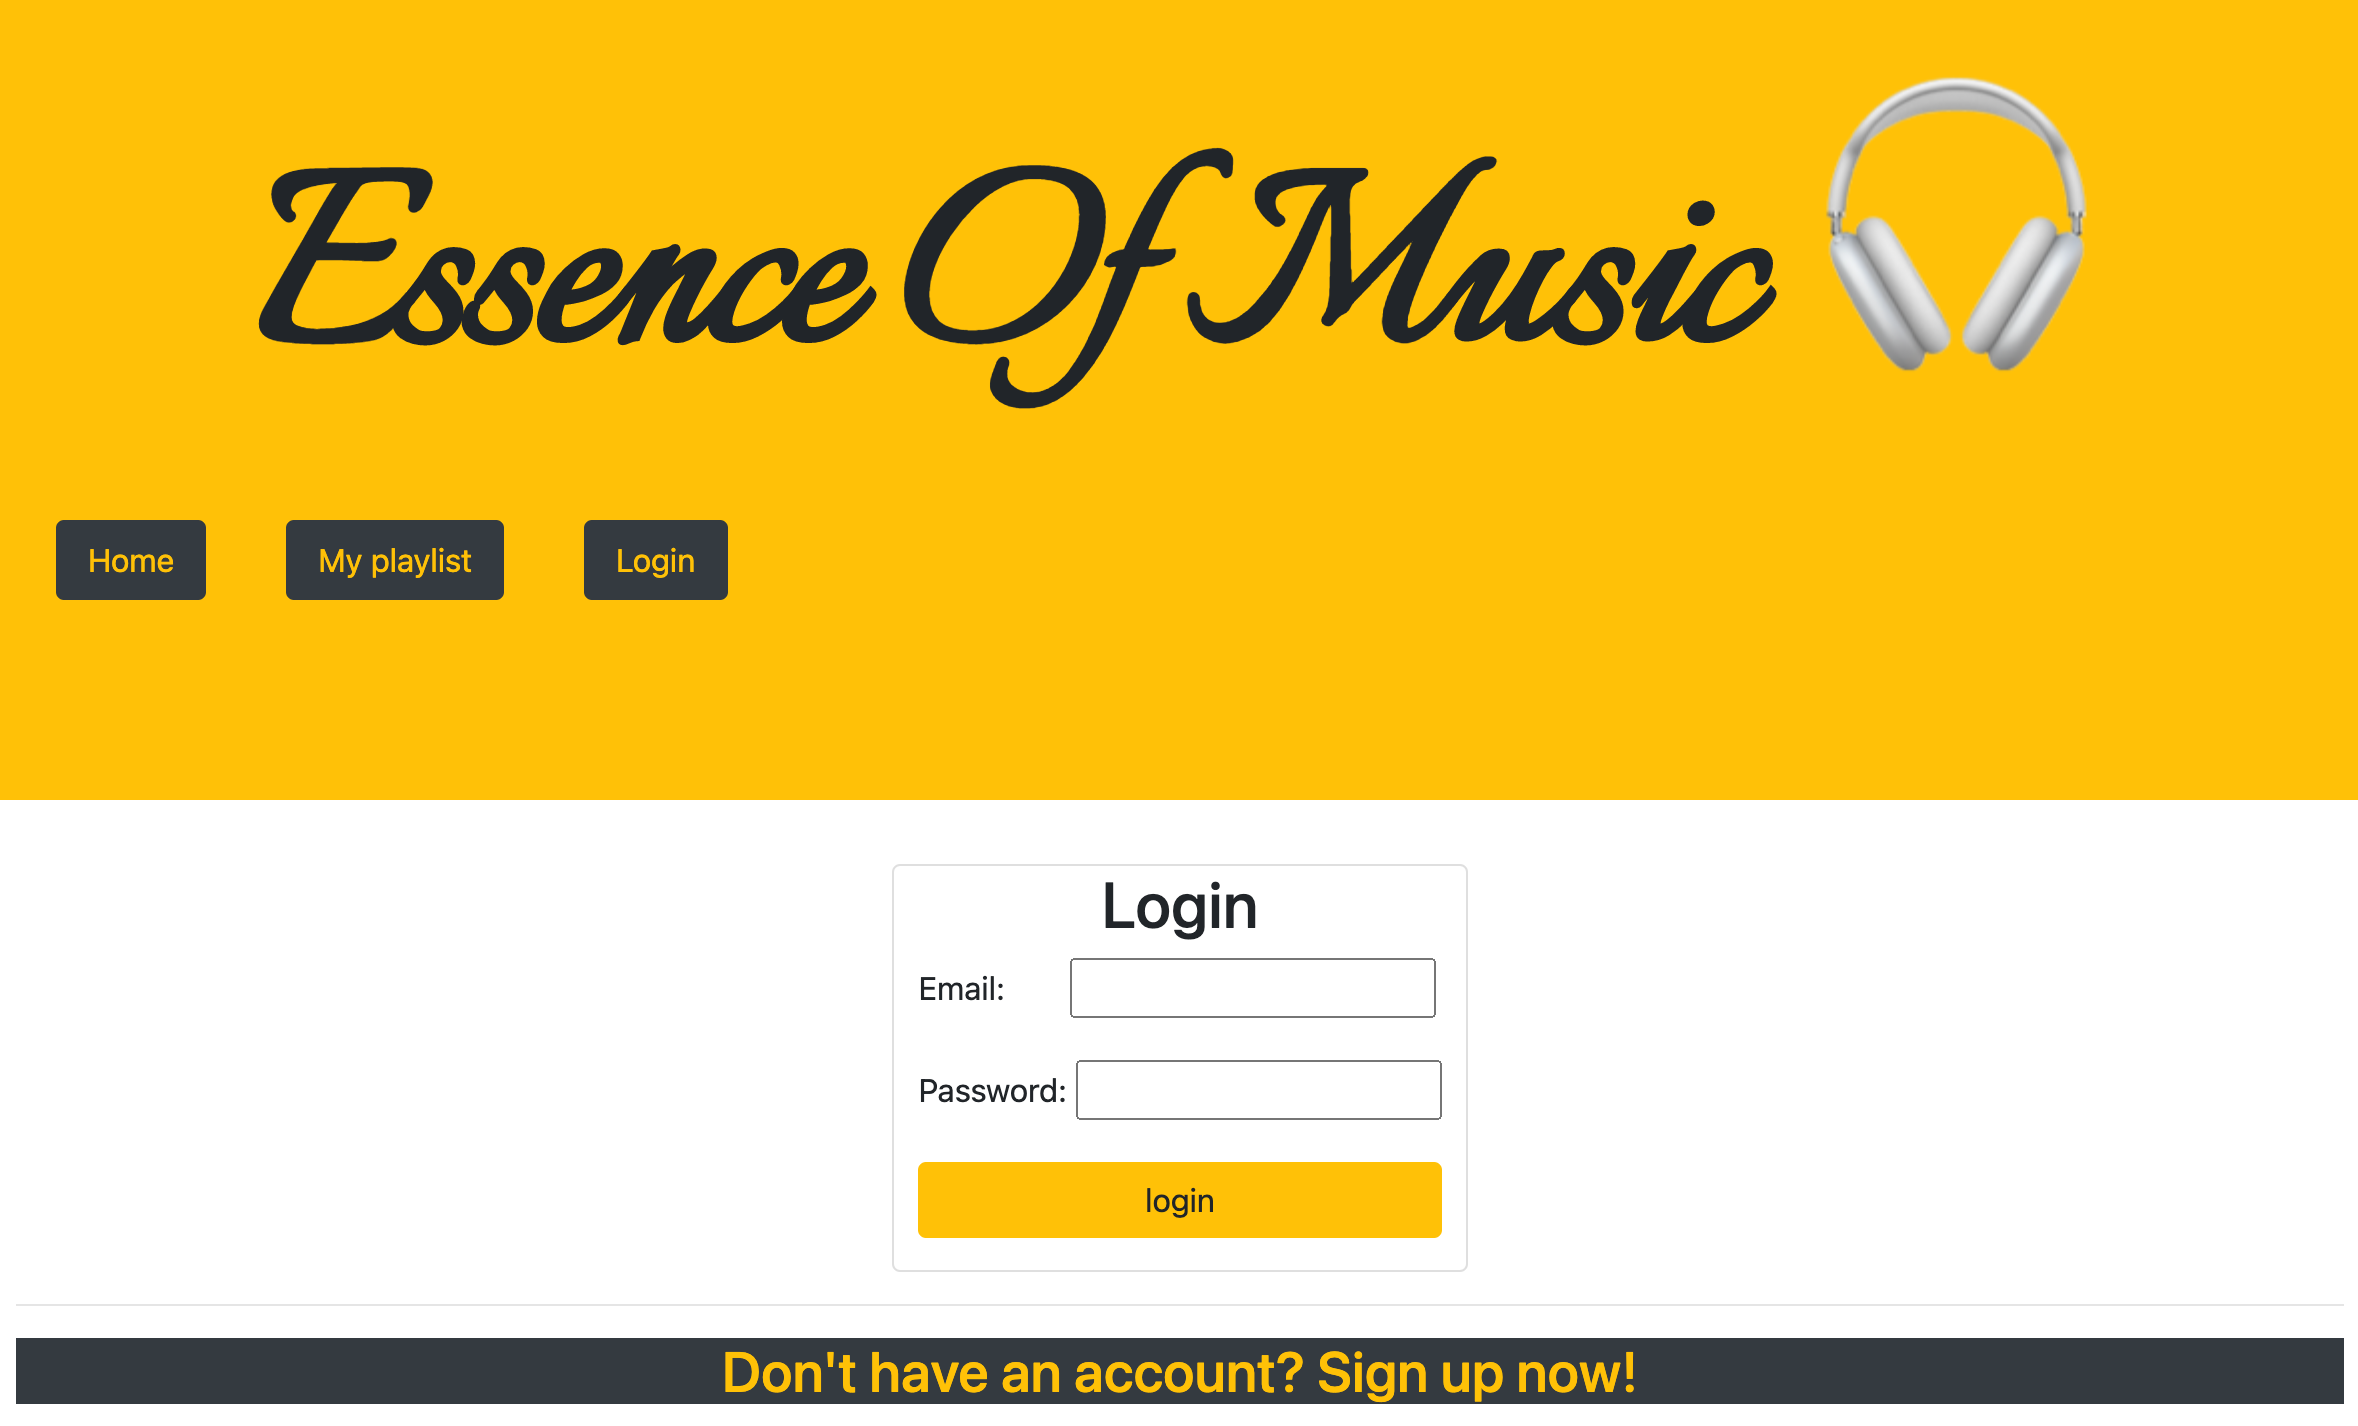 Essence Of Music
Home My playlist Login
Login
Email:
Password:
login
Don't have an account? Sign up now!